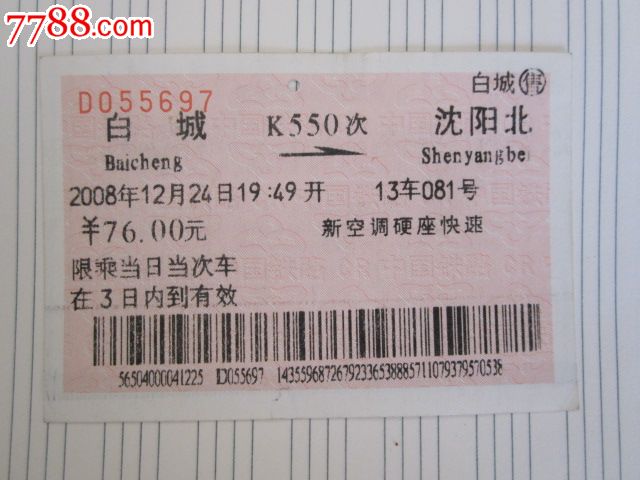 7788.com
白城 售
D055697
白 城 K550次 沈阳北
Baicheng Shenyangbei
2008年12月24日19:49开 13车081号
¥76.00元 新空调硬座快速
限乘当日当次车
在3日内到有效
56504000041225 D055697 143559687267923365388857110793795​70538